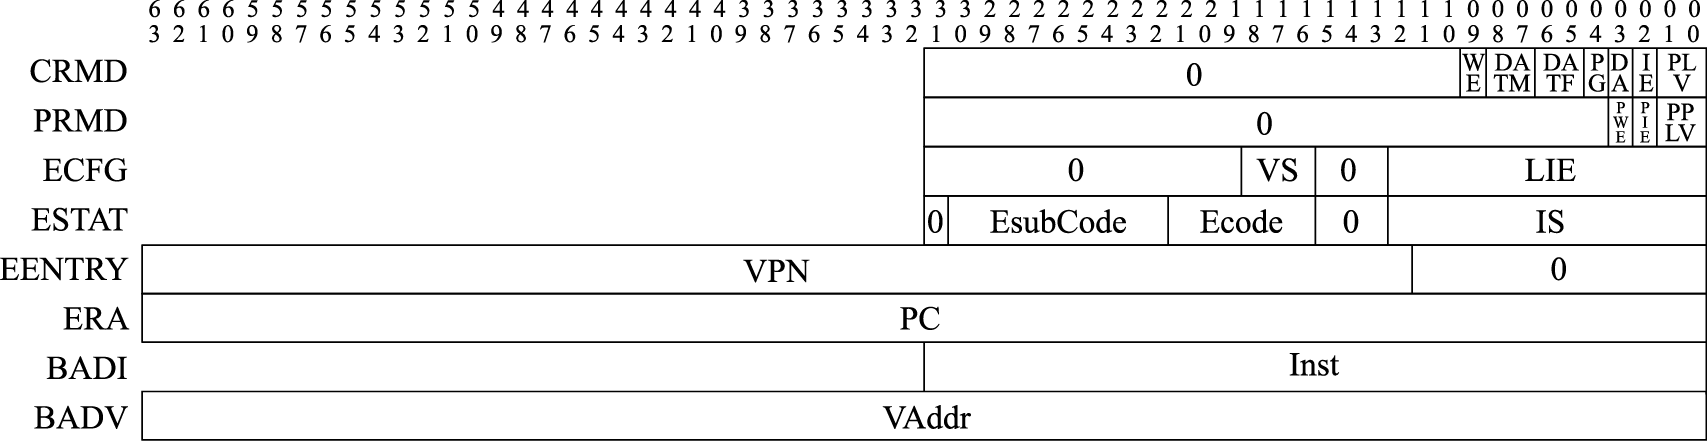 6 6 6 6 5 5 5 5 5 5 5 5 5 5 4 4 4 4 4 4 4 4 4 4 3 3 3 3 3 3 3 3 3 3 2 2 2 2 2 2 2 2 2 2 1 1 1 1 1 1 1 1 1 1 0 0 0 0 0 0 0 0 0 0
3 2 1 0 9 8 7 6 5 4 3 2 1 0 9 8 7 6 5 4 3 2 1 0 9 8 7 6 5 4 3 2 1 0 9 8 7 6 5 4 3 2 1 0 9 8 7 6 5 4 3 2 1 0 9 8 7 6 5 4 3 2 1 0
CRMD 0 WE DATM DATF PG DA IE PLV
PRMD 0 PWE PIE PPLV
ECFG 0 VS 0 LIE
ESTAT 0 EsubCode Ecode 0 IS
EENTRY VPN 0
ERA PC
BADI Inst
BADV VAddr